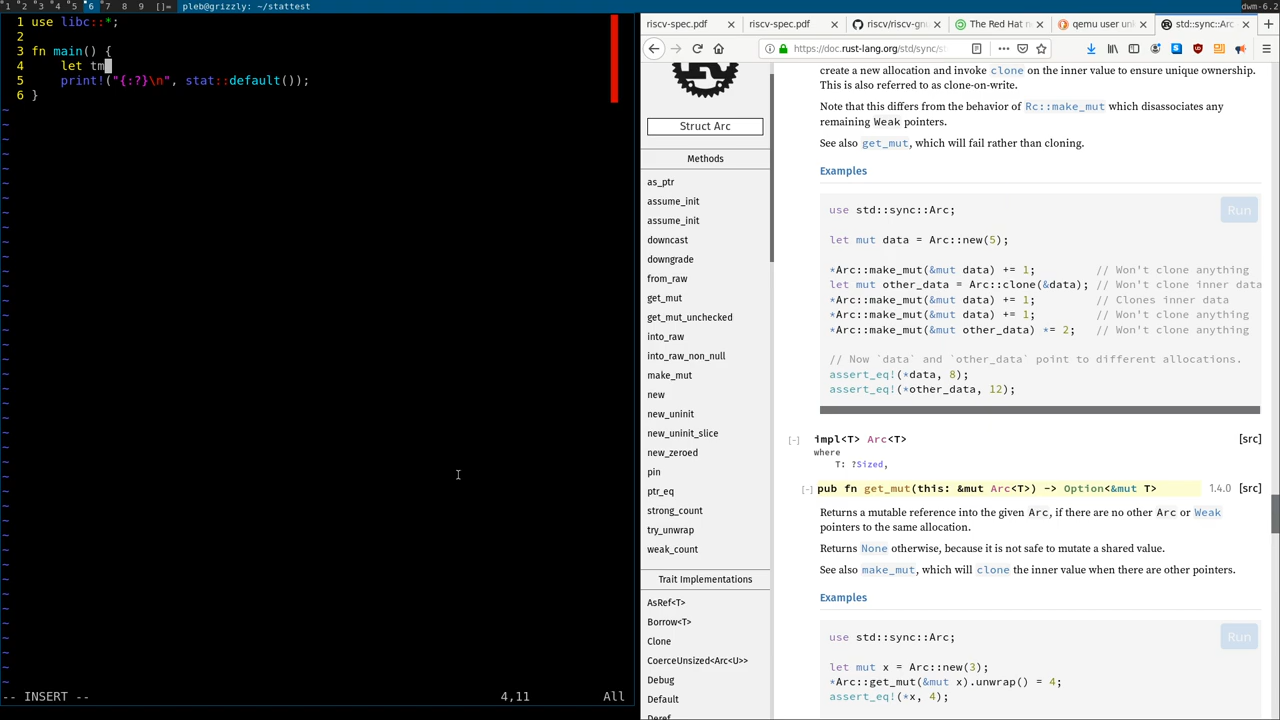 1 2 3 4 5 6 7 8 9 []= pleb@grizzly: ~/stattest dwm-6.2
1 use libc::*;
2
3 fn main() {
4     let tm
5     print!("{:?}\n", stat::default());
6 }
-- INSERT -- 4,11 All
riscv-spec.pdf riscv-spec.pdf riscv/riscv-gnu The Red Hat n qemu user un std::sync::Arc
https://doc.rust-lang.org/std/sync/s
Struct Arc
Methods
as_ptr
assume_init
assume_init
downcast
downgrade
from_raw
get_mut
get_mut_unchecked
into_raw
into_raw_non_null
make_mut
new
new_uninit
new_uninit_slice
new_zeroed
pin
ptr_eq
strong_count
try_unwrap
weak_count
Trait Implementations
AsRef<T>
Borrow<T>
Clone
CoerceUnsized<Arc<U>>
Debug
Default
Deref
create a new allocation and invoke clone on the inner value to ensure unique ownership.
This is also referred to as clone-on-write.
Note that this differs from the behavior of Rc::make_mut which disassociates any
remaining Weak pointers.
See also get_mut, which will fail rather than cloning.
Examples
Run
use std::sync::Arc;
let mut data = Arc::new(5);
*Arc::make_mut(&mut data) += 1;         // Won't clone anything
let mut other_data = Arc::clone(&data); // Won't clone inner data
*Arc::make_mut(&mut data) += 1;         // Clones inner data
*Arc::make_mut(&mut data) += 1;         // Won't clone anything
*Arc::make_mut(&mut other_data) *= 2;   // Won't clone anything
// Now `data` and `other_data` point to different allocations.
assert_eq!(*data, 8);
assert_eq!(*other_data, 12);
[-] impl<T> Arc<T> [src]
where
T: ?Sized,
[-] pub fn get_mut(this: &mut Arc<T>) -> Option<&mut T> 1.4.0 [src]
Returns a mutable reference into the given Arc, if there are no other Arc or Weak
pointers to the same allocation.
Returns None otherwise, because it is not safe to mutate a shared value.
See also make_mut, which will clone the inner value when there are other pointers.
Examples
Run
use std::sync::Arc;
let mut x = Arc::new(3);
*Arc::get_mut(&mut x).unwrap() = 4;
assert_eq!(*x, 4);